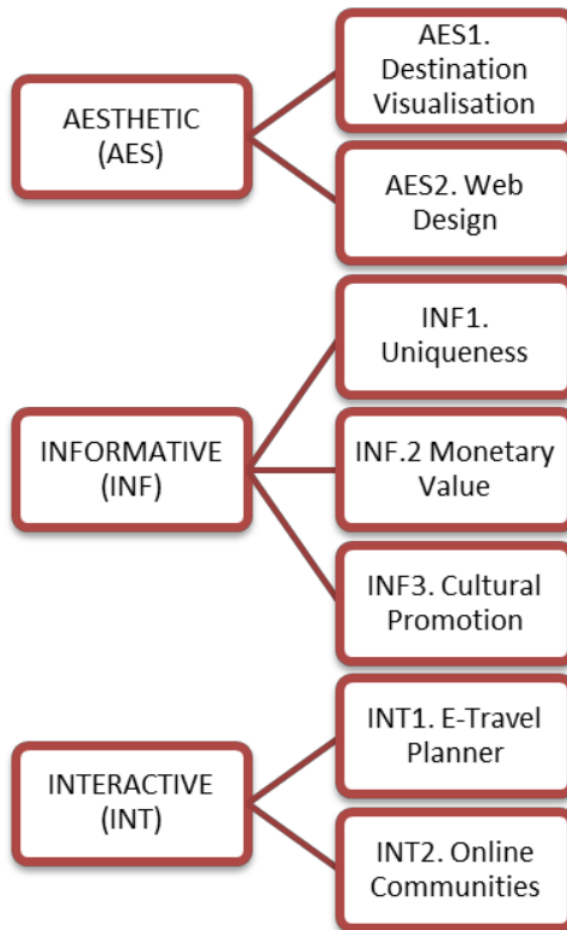 AESTHETIC
(AES)
AES1.
Destination
Visualisation
AES2. Web
Design
INFORMATIVE
(INF)
INF1.
Uniqueness
INF.2 Monetary
Value
INF3. Cultural
Promotion
INTERACTIVE
(INT)
INT1. E-Travel
Planner
INT2. Online
Communities